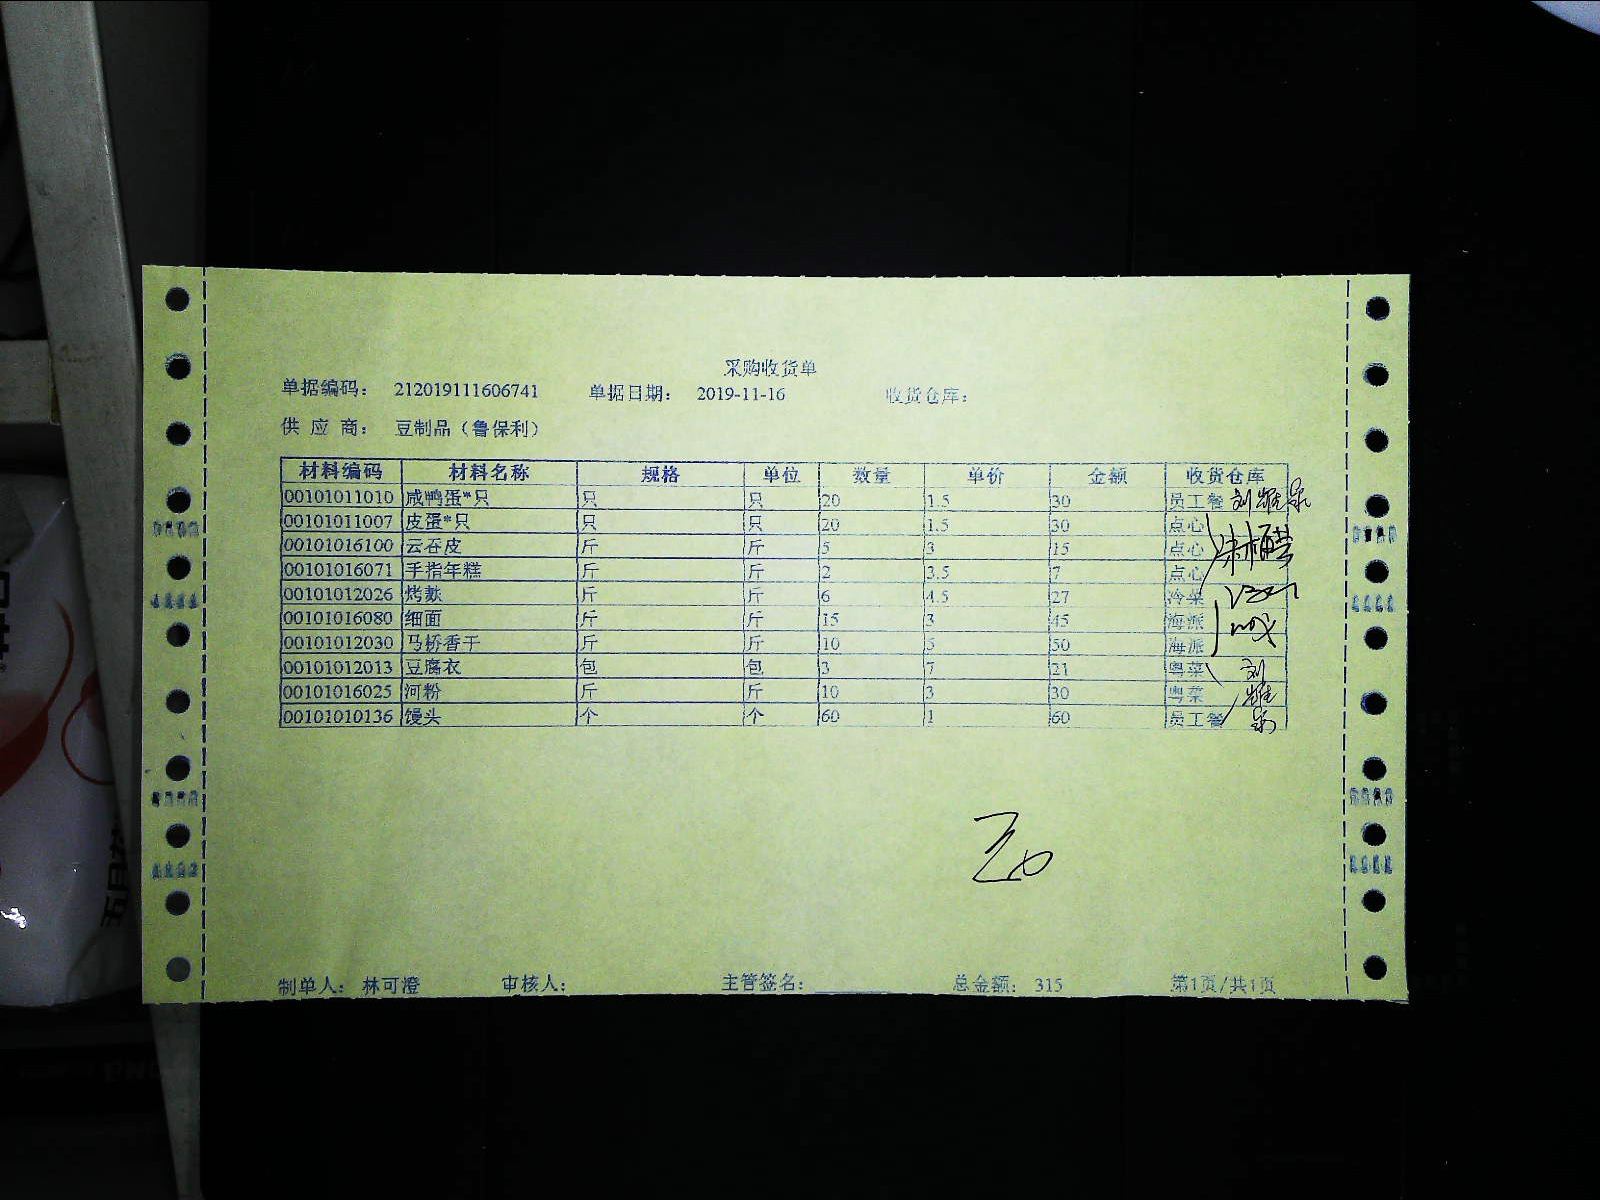 采购收货单
单据编码: 212019111606741 单据日期: 2019-11-16 收货仓库:
供 应 商: 豆制品(鲁保利)
材料编码 材料名称 规格 单位 数量 单价 金额 收货仓库
00101011010 咸鸭蛋*只 只 只 20 1.5 30 员工餐
00101011007 皮蛋*只 只 只 20 1.5 30 点心
00101016100 云吞皮 斤 斤 5 3 15 点心
00101016071 手指年糕 斤 斤 2 3.5 7 点心
00101012026 烤麸 斤 斤 6 4.5 27 冷菜
00101016080 细面 斤 斤 15 3 45 海派
00101012030 马桥香干 斤 斤 10 5 50 海派
00101012013 豆腐衣 包 包 3 7 21 粤菜
00101016025 河粉 斤 斤 10 3 30 粤菜
00101010136 馒头 个 个 60 1 60 员工餐
制单人: 林可澄 审核人: 主管签名: 总金额: 315 第1页/共1页